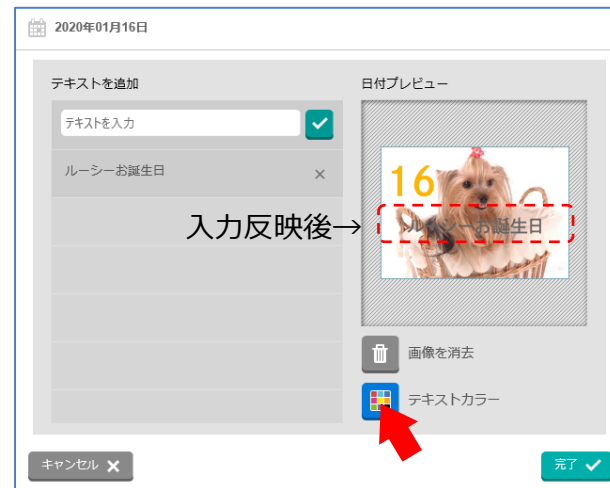 2020年01月16日
テキストを追加
日付プレビュー
テキストを入力
ルーシーお誕生日
16
入力反映後→
ルーシーお誕生日
画像を消去
テキストカラー
キャンセル
完了